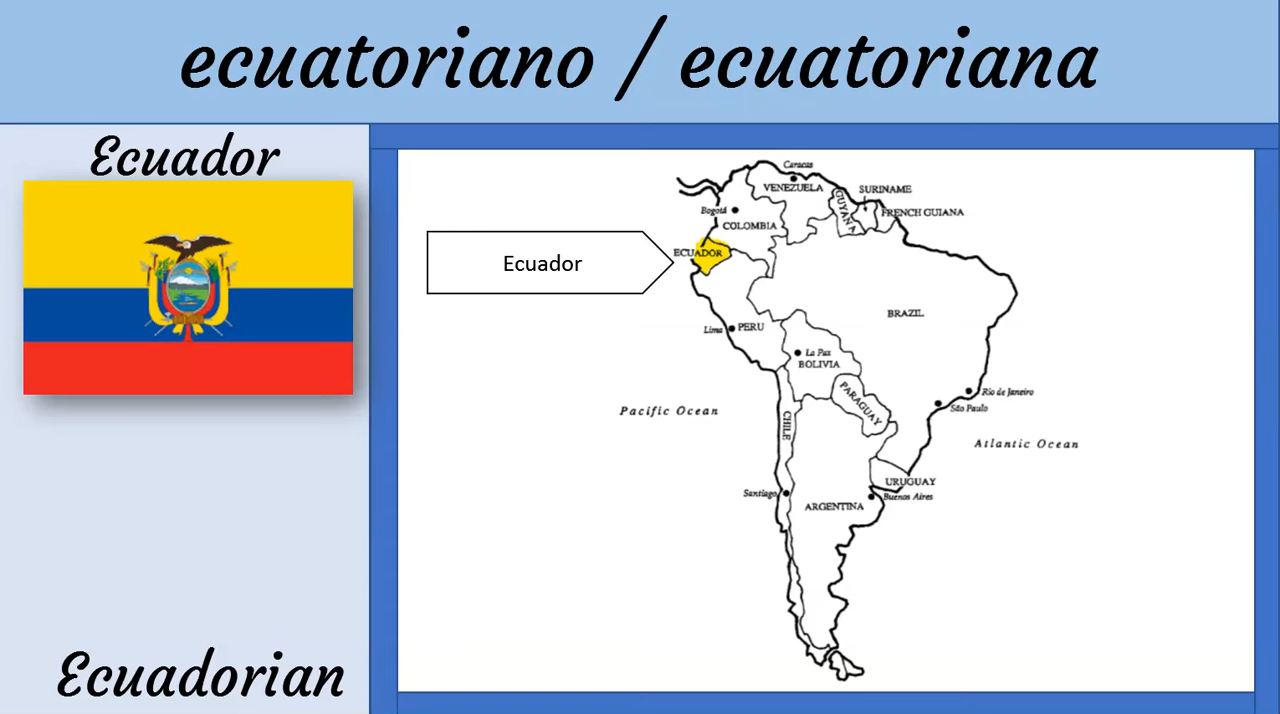 ecuatoriano / ecuatoriana
Ecuador
Ecuadorian
Ecuador
Caracas
VENEZUELA
SURINAME
GUYANA
FRENCH GUIANA
Bogotá
COLOMBIA
ECUADOR
BRAZIL
Lima
PERU
La Paz
BOLIVIA
PARAGUAY
Río de Janeiro
São Paulo
Pacific Ocean
CHILE
Atlantic Ocean
URUGUAY
Santiago
Buenos Aires
ARGENTINA